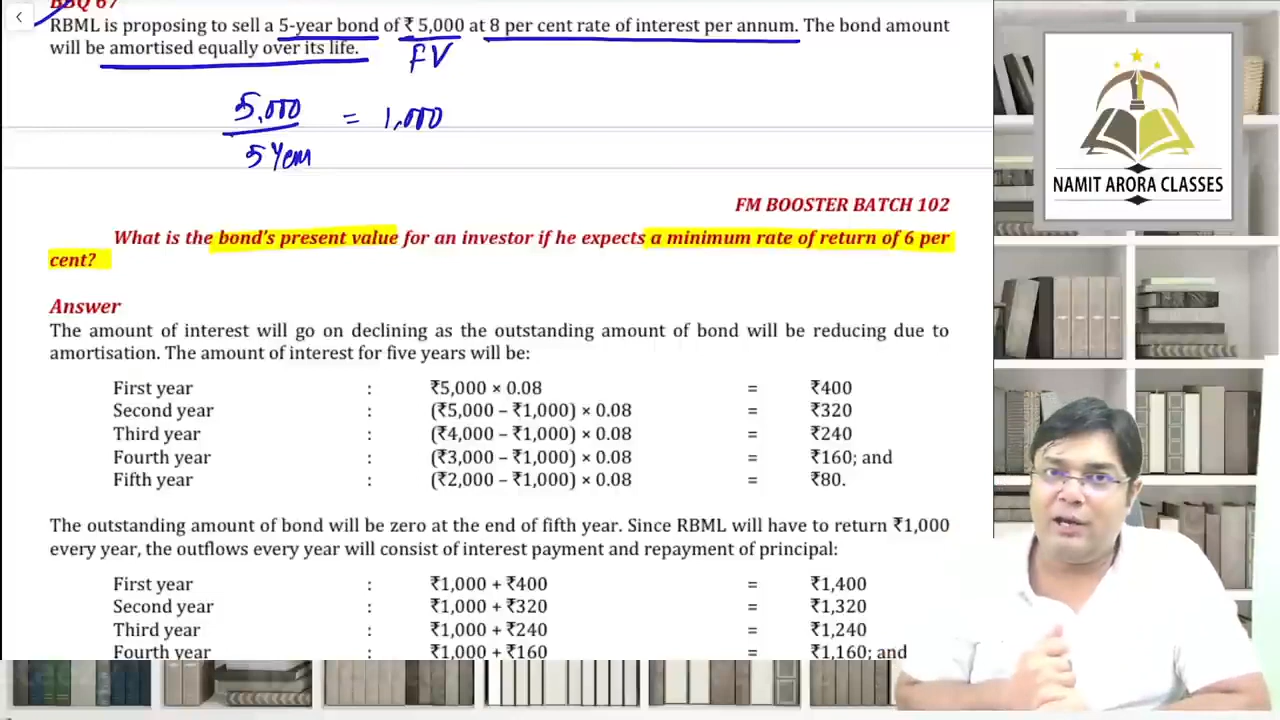 BBQ 67
RBML is proposing to sell a 5-year bond of ₹ 5,000 at 8 per cent rate of interest per annum. The bond amount
will be amortised equally over its life.
FV
5,000 = 1,000
5 Year
NAMIT ARORA CLASSES
FM BOOSTER BATCH 102
What is the bond's present value for an investor if he expects a minimum rate of return of 6 per
cent?
Answer
The amount of interest will go on declining as the outstanding amount of bond will be reducing due to
amortisation. The amount of interest for five years will be:
First year : ₹5,000 × 0.08 = ₹400
Second year : (₹5,000 – ₹1,000) × 0.08 = ₹320
Third year : (₹4,000 – ₹1,000) × 0.08 = ₹240
Fourth year : (₹3,000 – ₹1,000) × 0.08 = ₹160; and
Fifth year : (₹2,000 – ₹1,000) × 0.08 = ₹80.
The outstanding amount of bond will be zero at the end of fifth year. Since RBML will have to return ₹1,000
every year, the outflows every year will consist of interest payment and repayment of principal:
First year : ₹1,000 + ₹400 = ₹1,400
Second year : ₹1,000 + ₹320 = ₹1,320
Third year : ₹1,000 + ₹240 = ₹1,240
Fourth year : ₹1,000 + ₹160 = ₹1,160; and